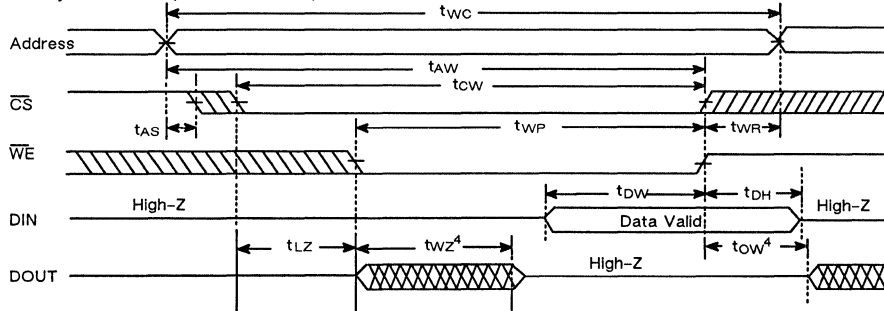 tWC
Address
tAW
tCW
CS
tAS
tWP
tWR
WE
tDW
tDH
DIN
High-Z
Data Valid
High-Z
tLZ
tWZ4
tOW4
DOUT
High-Z